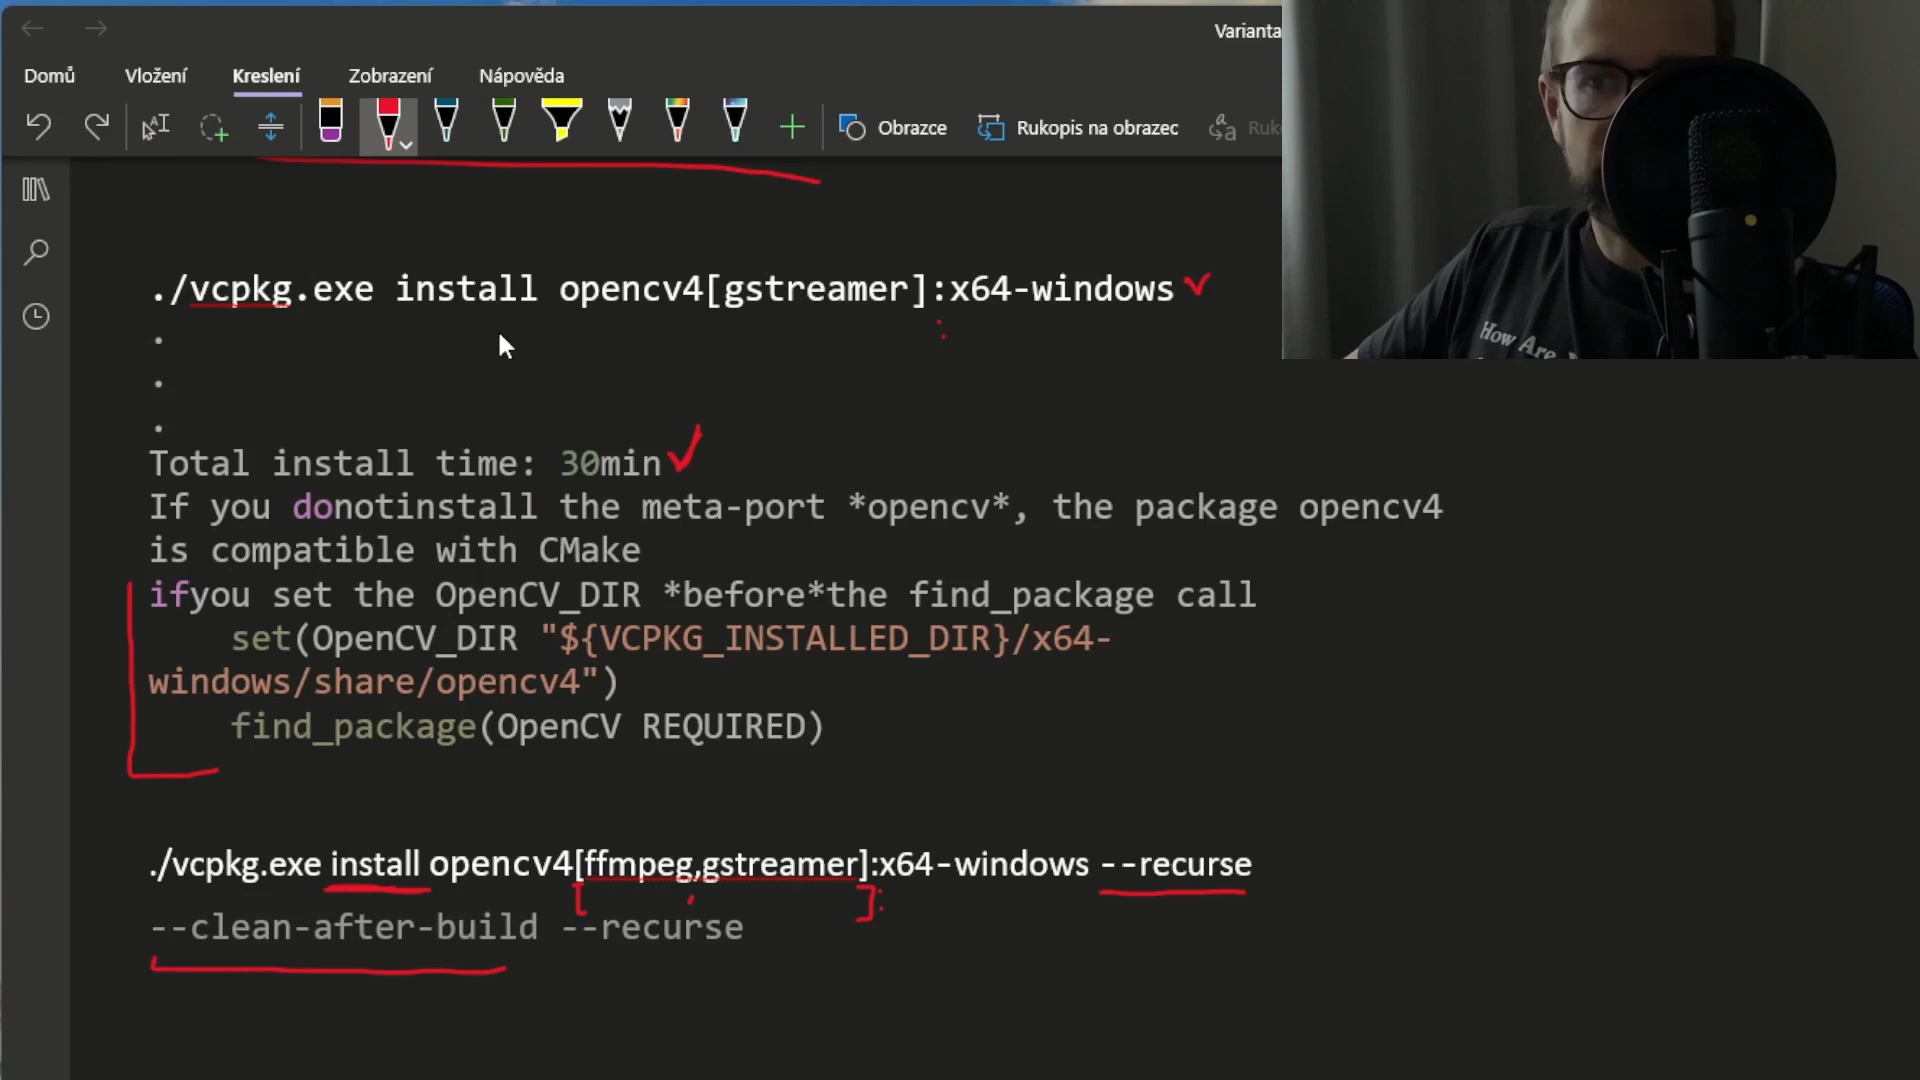 Varianta
Domů Vložení Kreslení Zobrazení Nápověda
Obrazce Rukopis na obrazec
./vcpkg.exe install opencv4[gstreamer]:x64-windows
.
.
.
Total install time: 30min
If you donotinstall the meta-port *opencv*, the package opencv4
is compatible with CMake
ifyou set the OpenCV_DIR *before*the find_package call
set(OpenCV_DIR "${VCPKG_INSTALLED_DIR}/x64-
windows/share/opencv4")
find_package(OpenCV REQUIRED)
./vcpkg.exe install opencv4[ffmpeg,gstreamer]:x64-windows --recurse
--clean-after-build --recurse
How Are